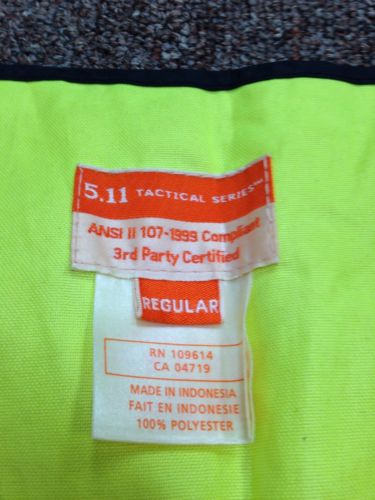 5.11 TACTICAL SERIES™
ANSI II 107-1999 Compliant
3rd Party Certified
REGULAR
RN 109614
CA 04719
MADE IN INDONESIA
FAIT EN INDONESIE
100% POLYESTER